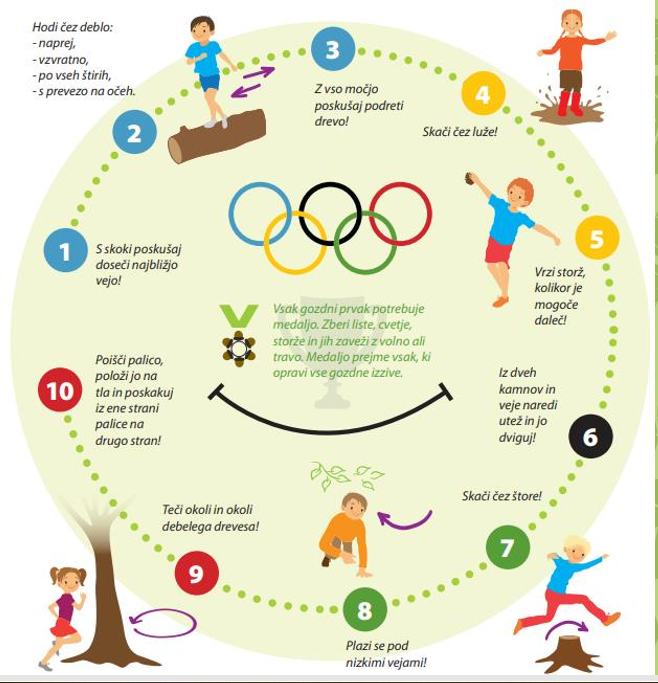 1
S skoki poskušaj
doseči najbližjo
vejo!
2
Hodi čez deblo:
- naprej,
- vzvratno,
- po vseh štirih,
- s prevezo na očeh.
3
Z vso močjo
poskušaj podreti
drevo!
4
Skači čez luže!
5
Vrzi storž,
kolikor je
mogoče
daleč!
6
Iz dveh
kamnov in
veje naredi
utež in jo
dviguj!
7
Skači čez štore!
8
Plazi se pod
nizkimi vejami!
9
Teči okoli in okoli
debelega drevesa!
10
Poišči palico,
položi jo na
tla in poskakuj
iz ene strani
palice na
drugo stran!
Vsak gozdni prvak potrebuje
medaljo. Zberi liste, cvetje,
storže in jih zaveži z volno ali
travo. Medaljo prejme vsak, ki
opravi vse gozdne izzive.